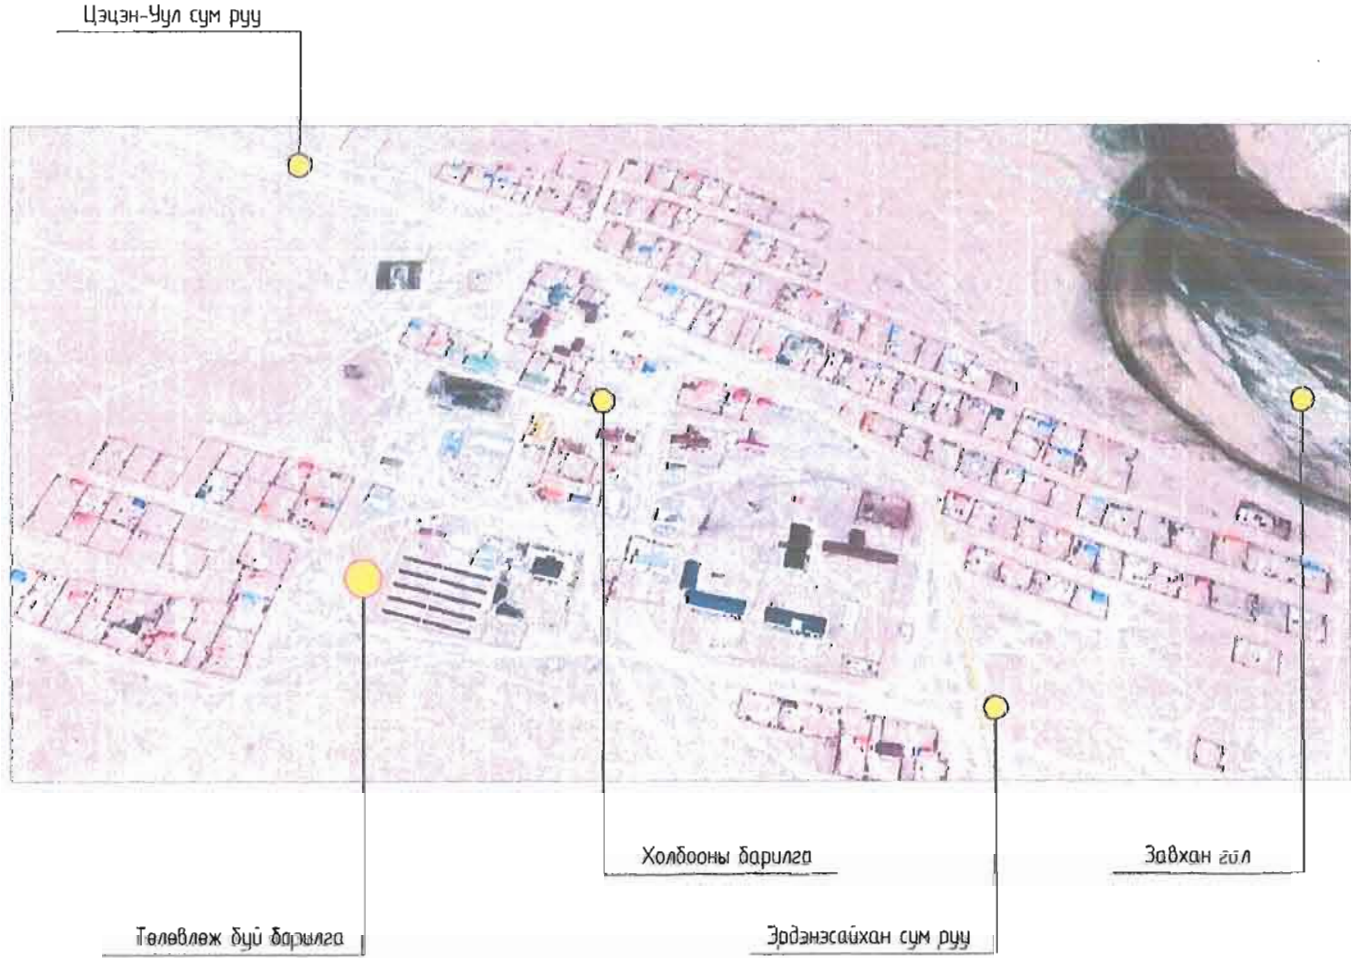 Цэцэн-Уул сум руу
Холбооны барилга
Завхан гол
Төлөвлөж буй барилга
Эрдэнэсайхан сум руу